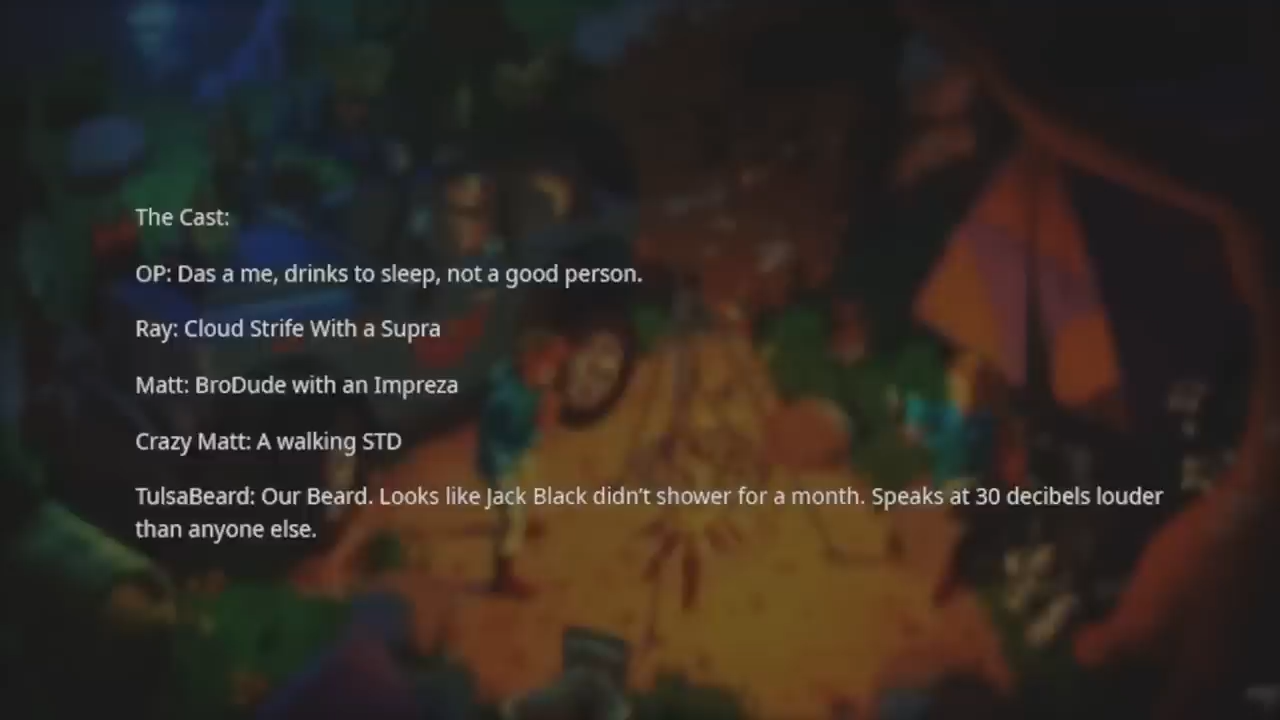 The Cast:
OP: Das a me, drinks to sleep, not a good person.
Ray: Cloud Strife With a Supra
Matt: BroDude with an Impreza
Crazy Matt: A walking STD
TulsaBeard: Our Beard. Looks like Jack Black didn't shower for a month. Speaks at 30 decibels louder
than anyone else.